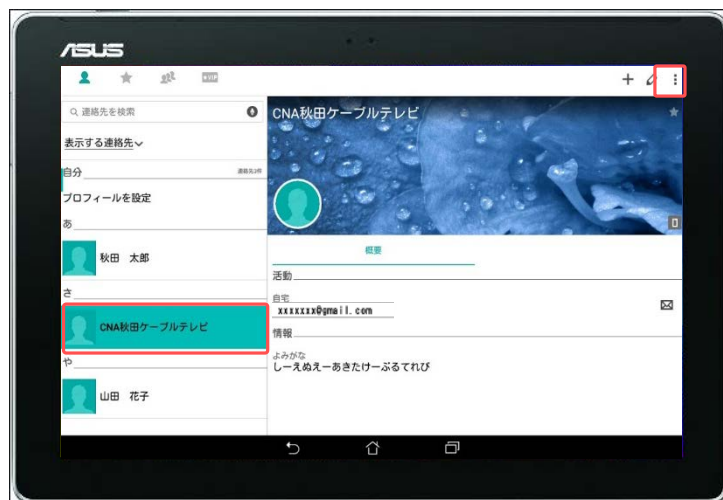 ASUS
連絡先を検索
表示する連絡先
自分
連絡先3件
プロフィールを設定
あ
秋田 太郎
さ
CNA秋田ケーブルテレビ
や
山田 花子
CNA秋田ケーブルテレビ
概要
活動
自宅
xxxxxxx@gmail.com
情報
よみがな
しーえぬえーあきたけーぶるてれび